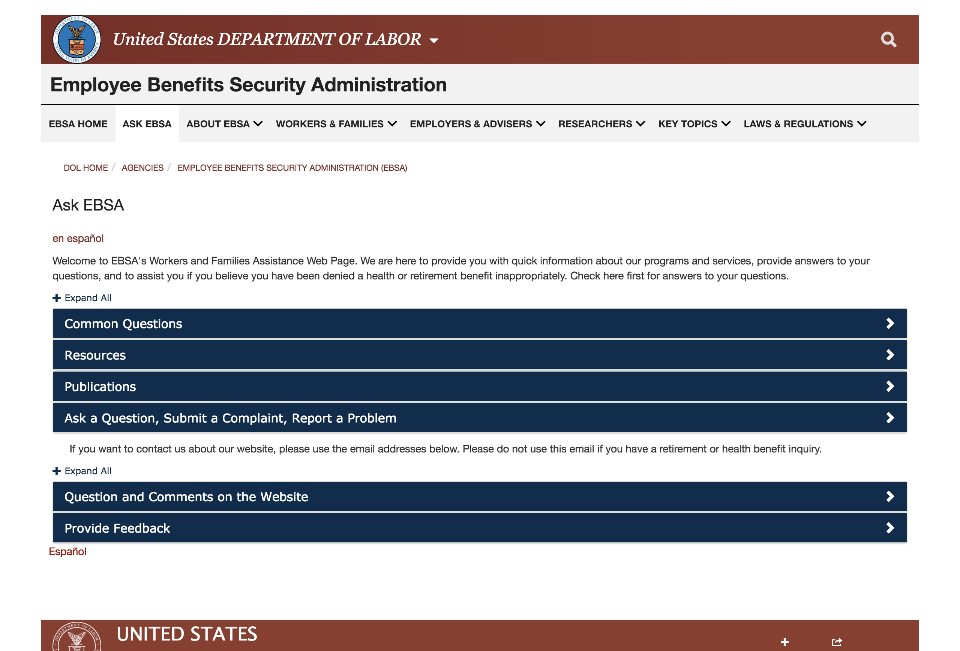 United States DEPARTMENT OF LABOR
Employee Benefits Security Administration
EBSA HOME ASK EBSA ABOUT EBSA WORKERS & FAMILIES EMPLOYERS & ADVISERS RESEARCHERS KEY TOPICS LAWS & REGULATIONS
DOL HOME / AGENCIES / EMPLOYEE BENEFITS SECURITY ADMINISTRATION (EBSA)
Ask EBSA
en español
Welcome to EBSA's Workers and Families Assistance Web Page. We are here to provide you with quick information about our programs and services, provide answers to your
questions, and to assist you if you believe you have been denied a health or retirement benefit inappropriately. Check here first for answers to your questions.
Expand All
Common Questions
Resources
Publications
Ask a Question, Submit a Complaint, Report a Problem
If you want to contact us about our website, please use the email addresses below. Please do not use this email if you have a retirement or health benefit inquiry.
Expand All
Question and Comments on the Website
Provide Feedback
Español
UNITED STATES